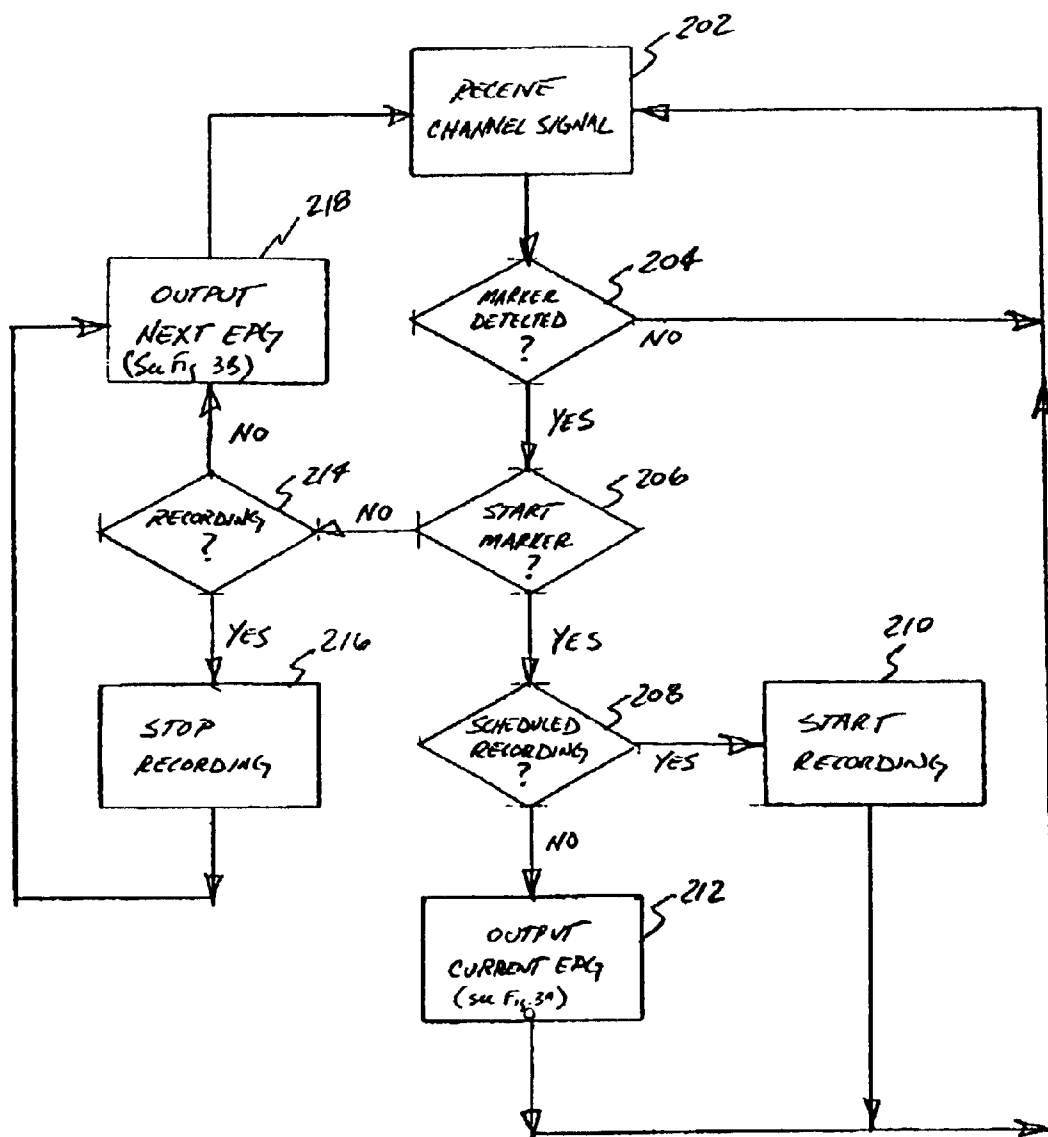 202
RECEIVE
CHANNEL SIGNAL
218
204
OUTPUT
NEXT EPG
(See Fig 3B)
MARKER
DETECTED
?
NO
YES
NO
214
206
RECORDING
?
NO
START
MARKER
?
YES
216
YES
210
STOP
RECORDING
208
SCHEDULED
RECORDING
?
YES
START
RECORDING
NO
212
OUTPUT
CURRENT EPG
(see Fig. 3A)